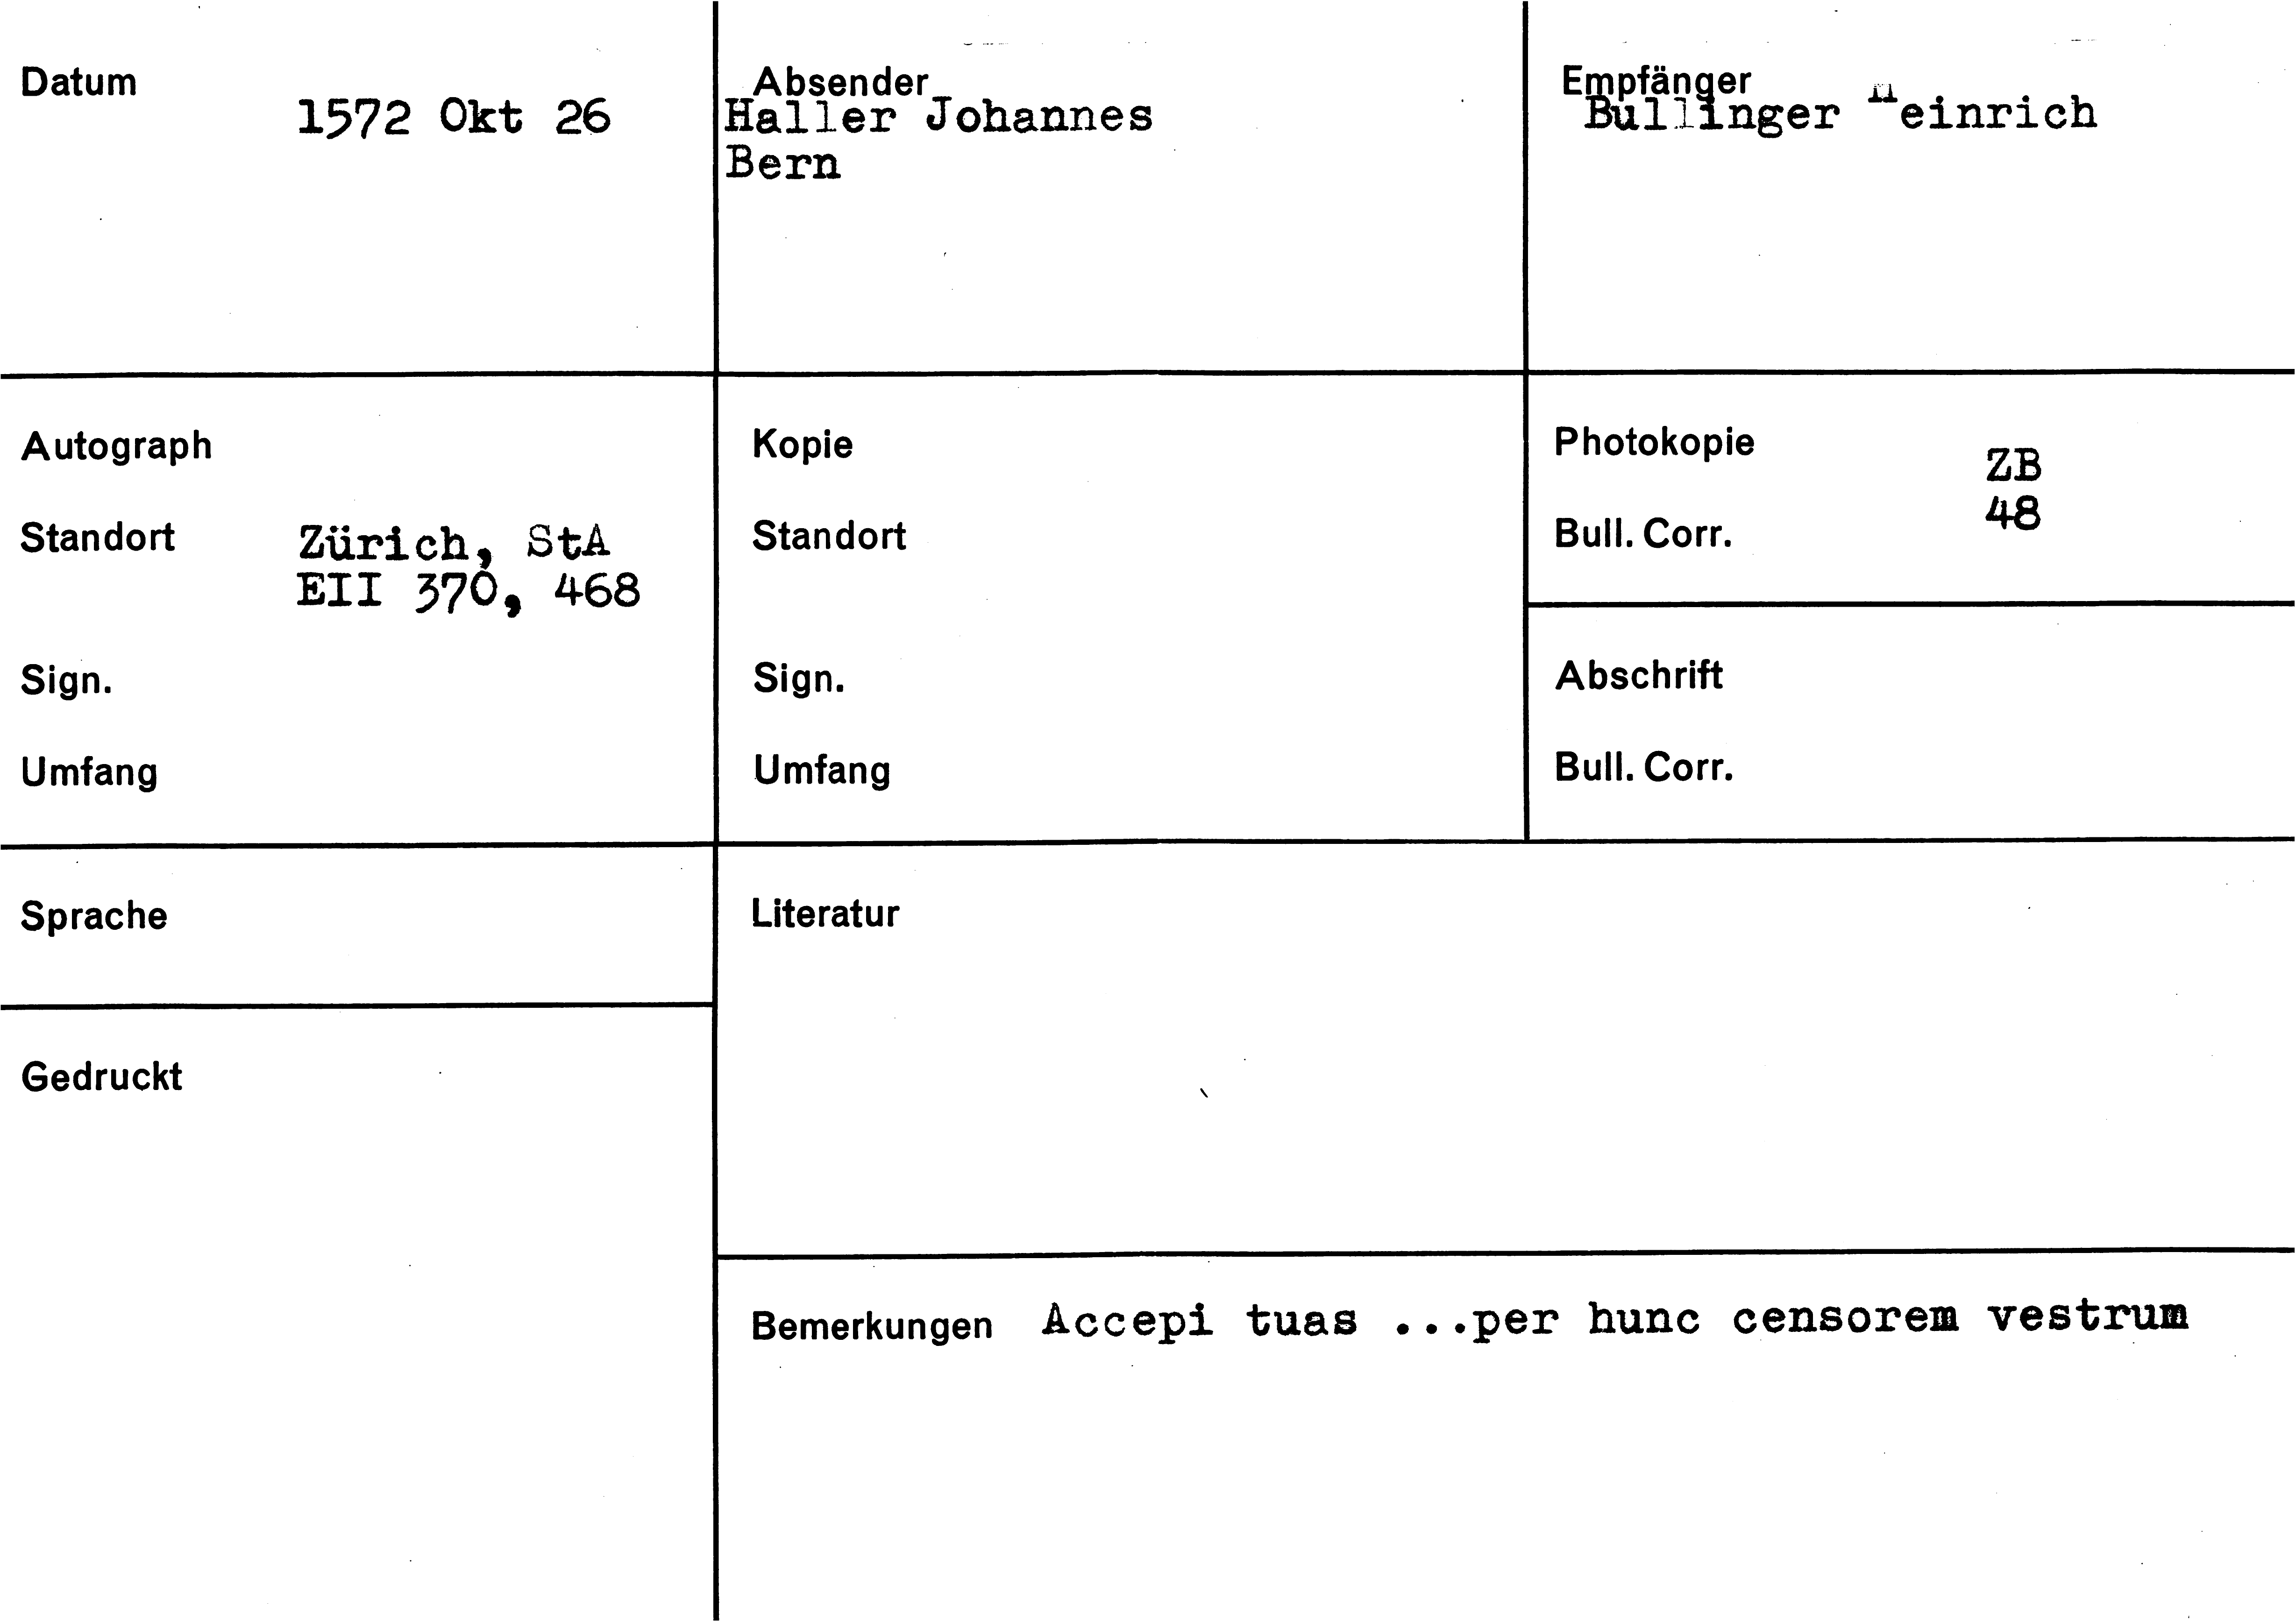 Datum
1572 Okt 26
Absender
Haller Johannes
Bern
Empfänger
Bullinger Heinrich
Autograph
Standort
Zürich, StA
EII 370, 468
Sign.
Umfang
Kopie
Standort
Sign.
Umfang
Photokopie
ZB
Bull. Corr.
48
Abschrift
Bull. Corr.
Sprache
Literatur
Gedruckt
Bemerkungen Accepi tuas ...per hunc censorem vestrum